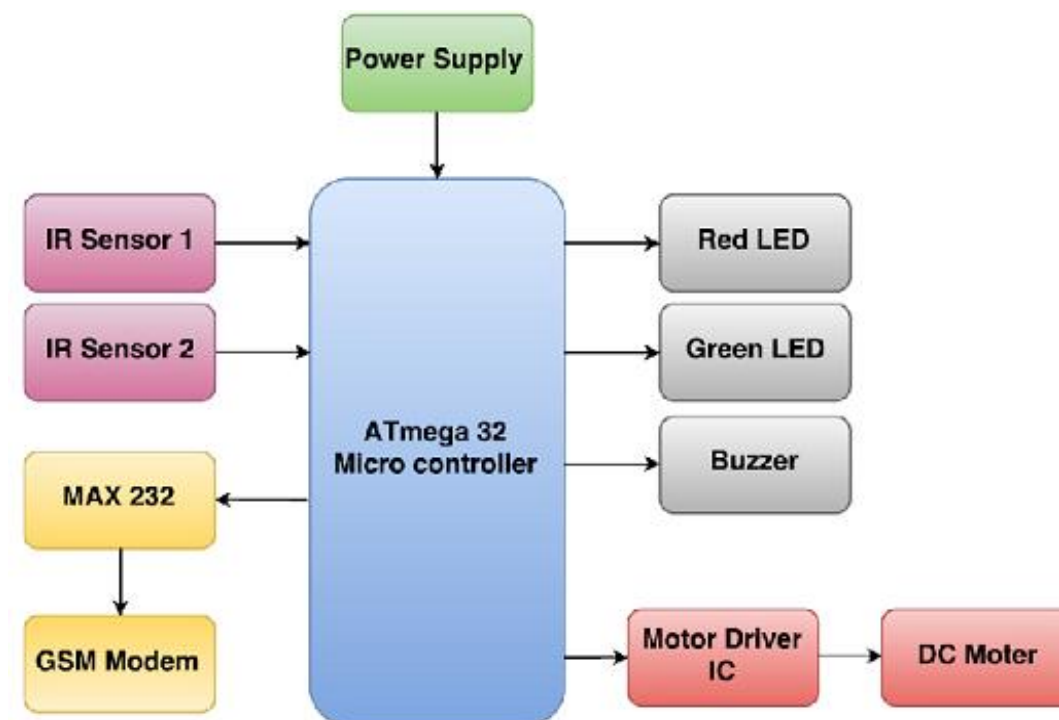 Power Supply
IR Sensor 1
Red LED
IR Sensor 2
Green LED
ATmega 32
Micro controller
Buzzer
MAX 232
GSM Modem
Motor Driver
IC
DC Moter